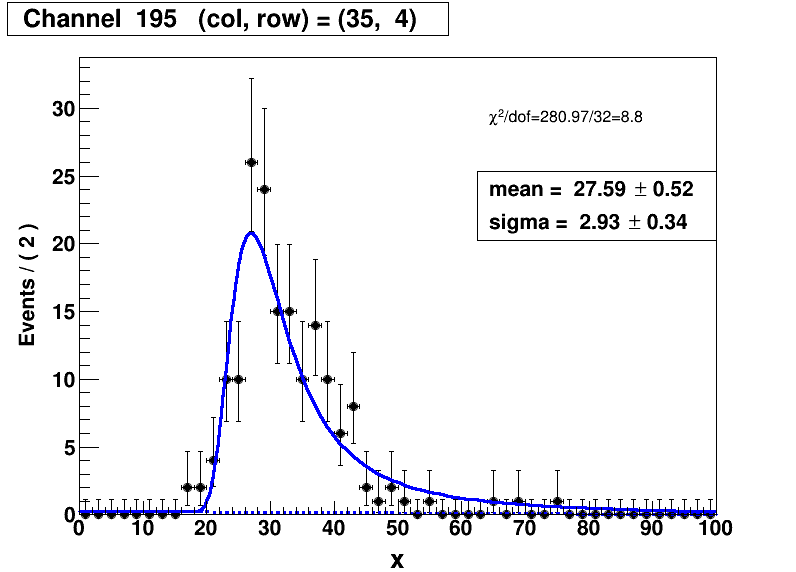 Channel 195 (col, row) = (35, 4)
χ²/dof=280.97/32=8.8
mean = 27.59 ± 0.52
sigma = 2.93 ± 0.34
Events / ( 2 )
30
25
20
15
10
5
0
0 10 20 30 40 50 60 70 80 90 100
x